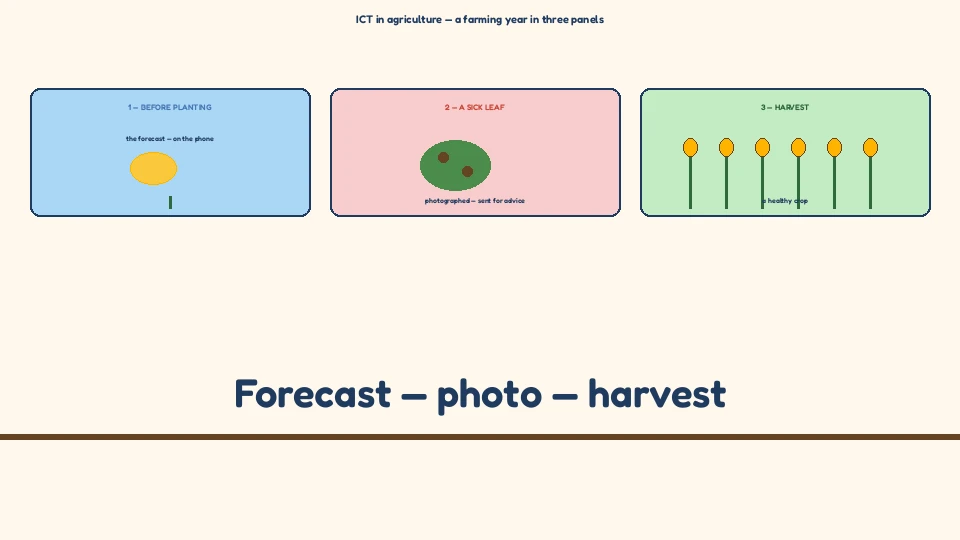 ICT in agriculture — a farming year in three panels
1 — BEFORE PLANTING
the forecast — on the phone
2 — A SICK LEAF
photographed — sent for advice
3 — HARVEST
a healthy crop
Forecast — photo — harvest